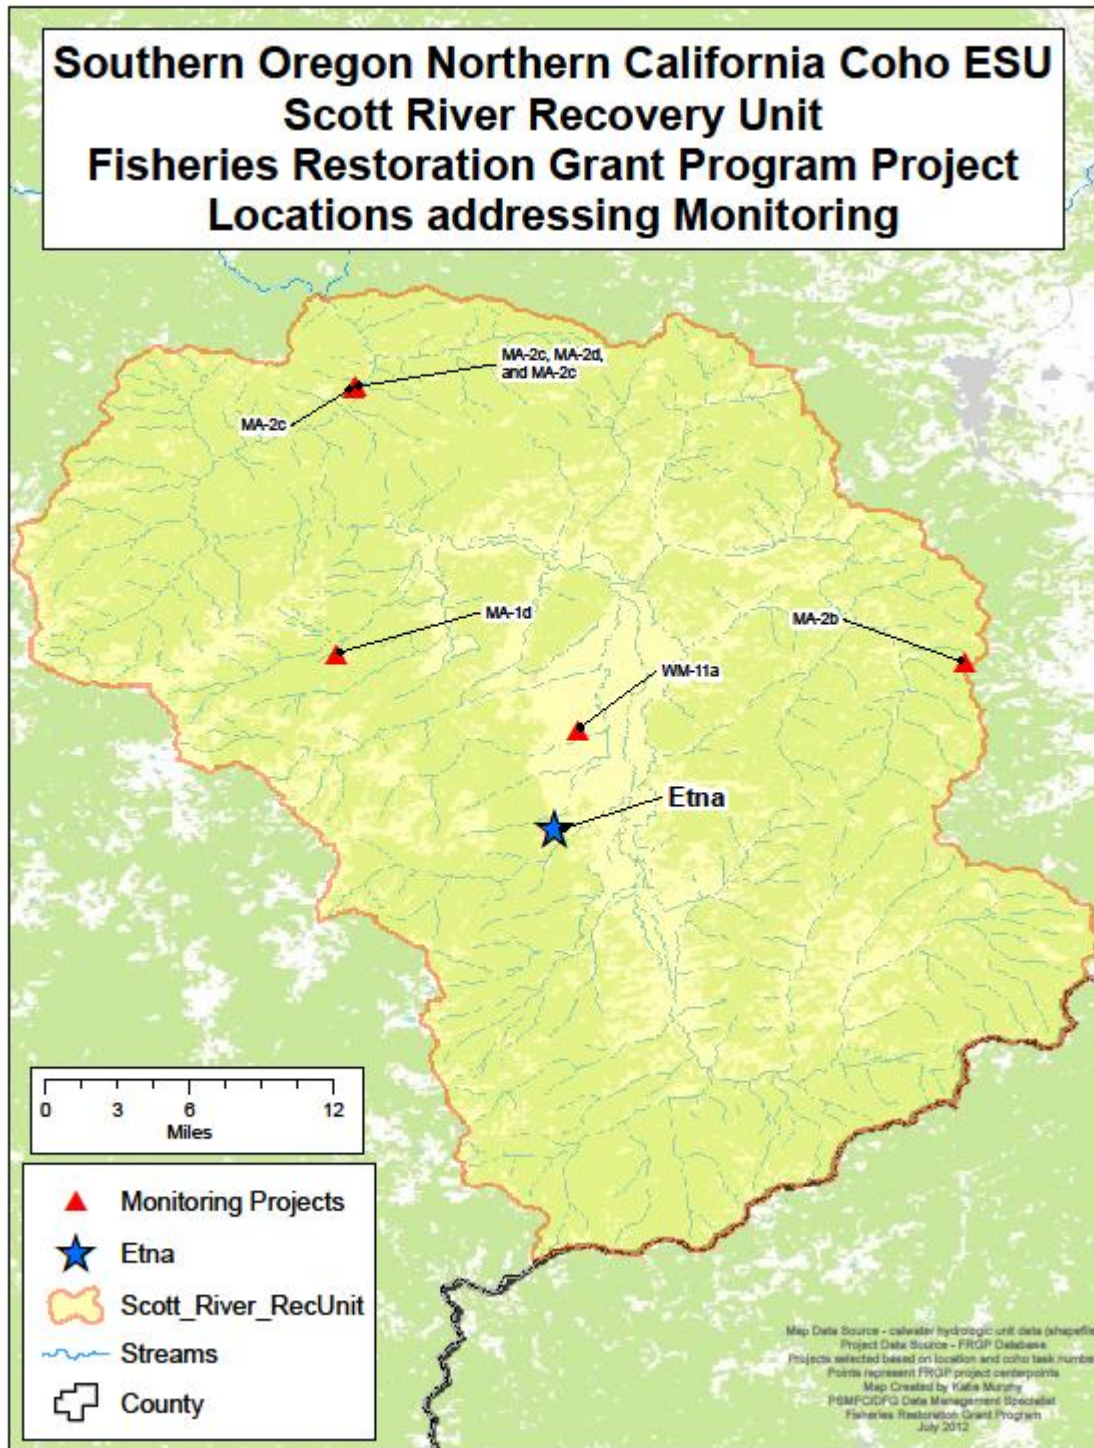 Southern Oregon Northern California Coho ESU
Scott River Recovery Unit
Fisheries Restoration Grant Program Project
Locations addressing Monitoring
MA-2c, MA-2d,
and MA-2c
MA-2c
MA-1d
MA-2b
WM-11a
Etna
0 3 6 12
Miles
Monitoring Projects
Etna
Scott_River_RecUnit
Streams
County
Map Data Source - calwater hydrologic unit data (shapefile
Project Data Source - FRGP Database
Projects selected based on location and coho task number
Points represent FRGP project centerpoints
Map Created by Katie Murphy
PSMFC/DFG Data Management Specialist
Fisheries Restoration Grant Program
July 2012